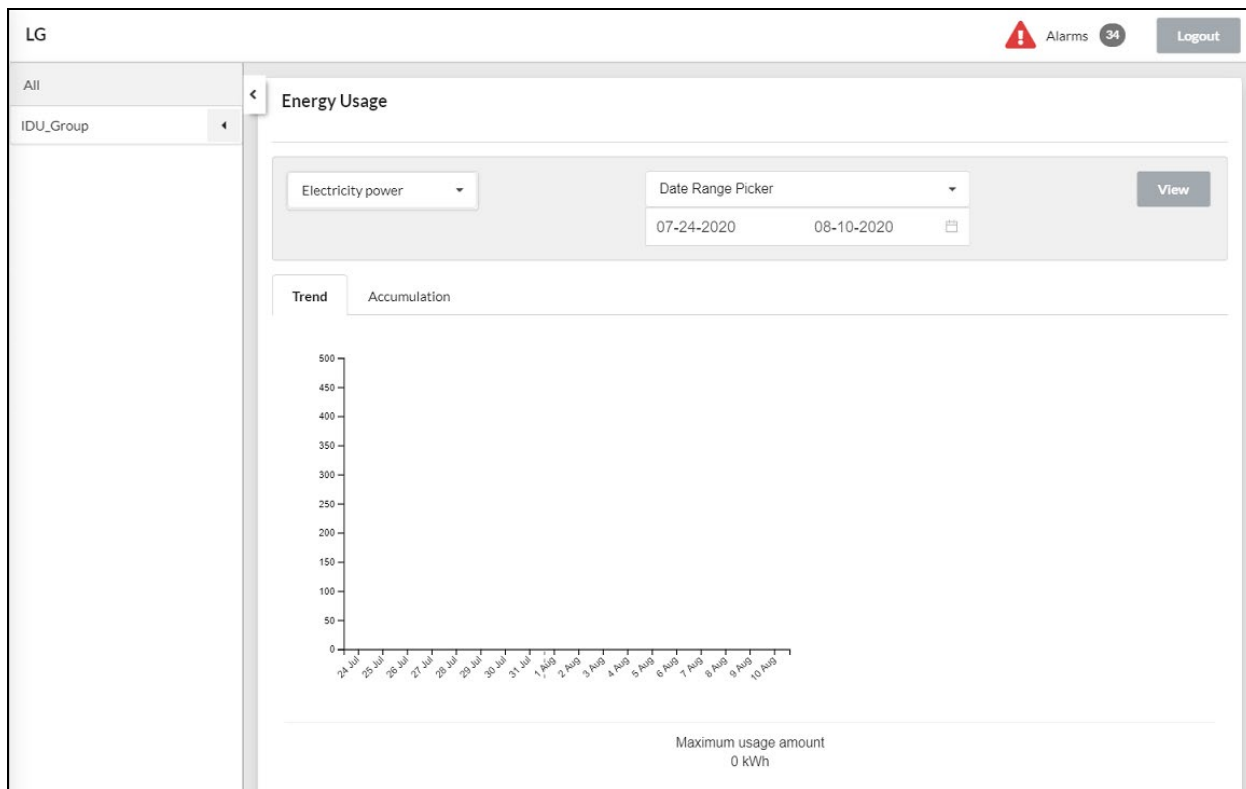 LG
Alarms 34
Logout
All
IDU_Group
Energy Usage
Electricity power
Date Range Picker
View
07-24-2020 08-10-2020
Trend Accumulation
500
450
400
350
300
250
200
150
100
50
0
24 Jul 25 Jul 26 Jul 27 Jul 28 Jul 29 Jul 30 Jul 31 Jul 1 Aug 2 Aug 3 Aug 4 Aug 5 Aug 6 Aug 7 Aug 8 Aug 9 Aug 10 Aug
Maximum usage amount
0 kWh